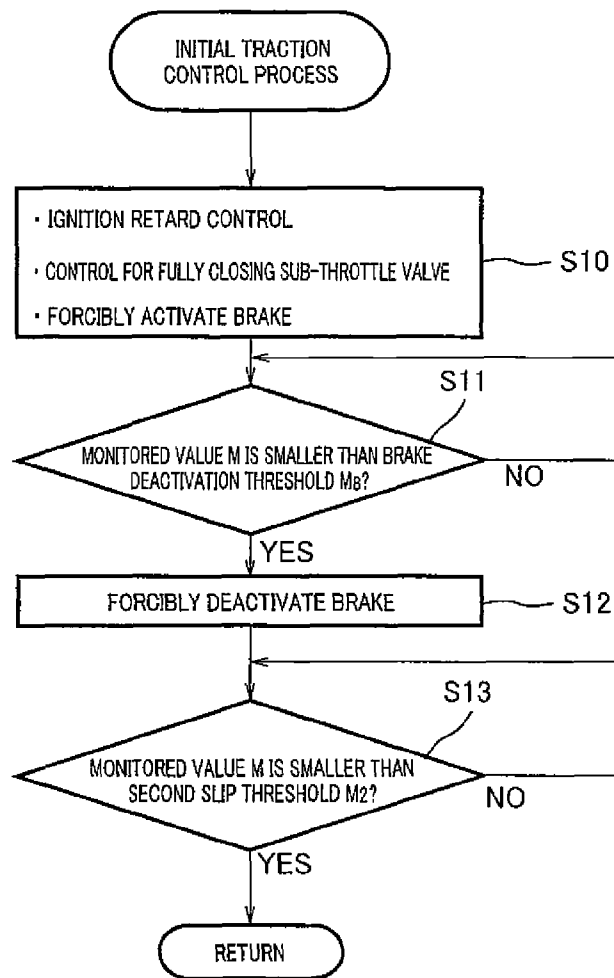 INITIAL TRACTION
CONTROL PROCESS
· IGNITION RETARD CONTROL
· CONTROL FOR FULLY CLOSING SUB-THROTTLE VALVE
· FORCIBLY ACTIVATE BRAKE
S10
S11
MONITORED VALUE M IS SMALLER THAN BRAKE
DEACTIVATION THRESHOLD MB?
NO
YES
FORCIBLY DEACTIVATE BRAKE
S12
S13
MONITORED VALUE M IS SMALLER THAN
SECOND SLIP THRESHOLD M2?
NO
YES
RETURN